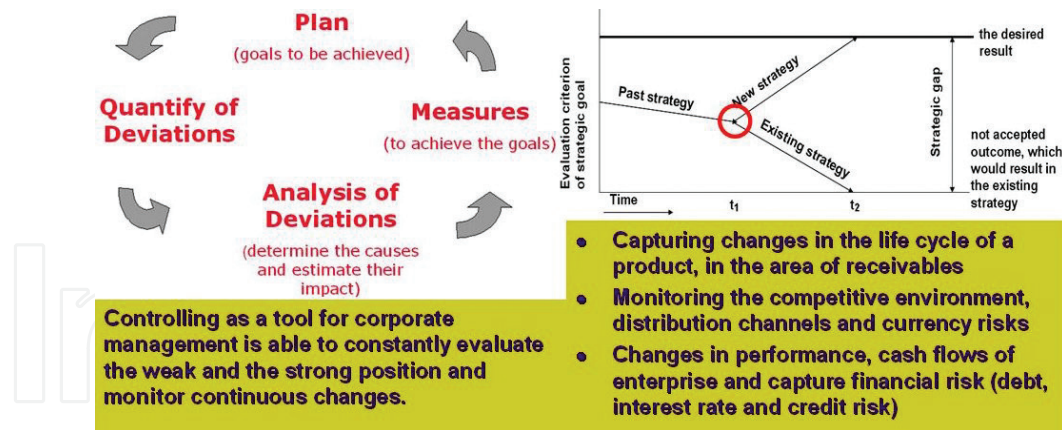 Plan
(goals to be achieved)
Quantify of
Deviations
Measures
(to achieve the goals)
Analysis of
Deviations
(determine the causes
and estimate their
impact)
Controlling as a tool for corporate
management is able to constantly evaluate
the weak and the strong position and
monitor continuous changes.
Evaluation criterion
of strategic goal
Past strategy
New strategy
Existing strategy
Strategic gap
the desired
result
not accepted
outcome, which
would result in
the existing
strategy
Time
t1
t2
• Capturing changes in the life cycle of a
product, in the area of receivables
• Monitoring the competitive environment,
distribution channels and currency risks
• Changes in performance, cash flows of
enterprise and capture financial risk (debt,
interest rate and credit risk)